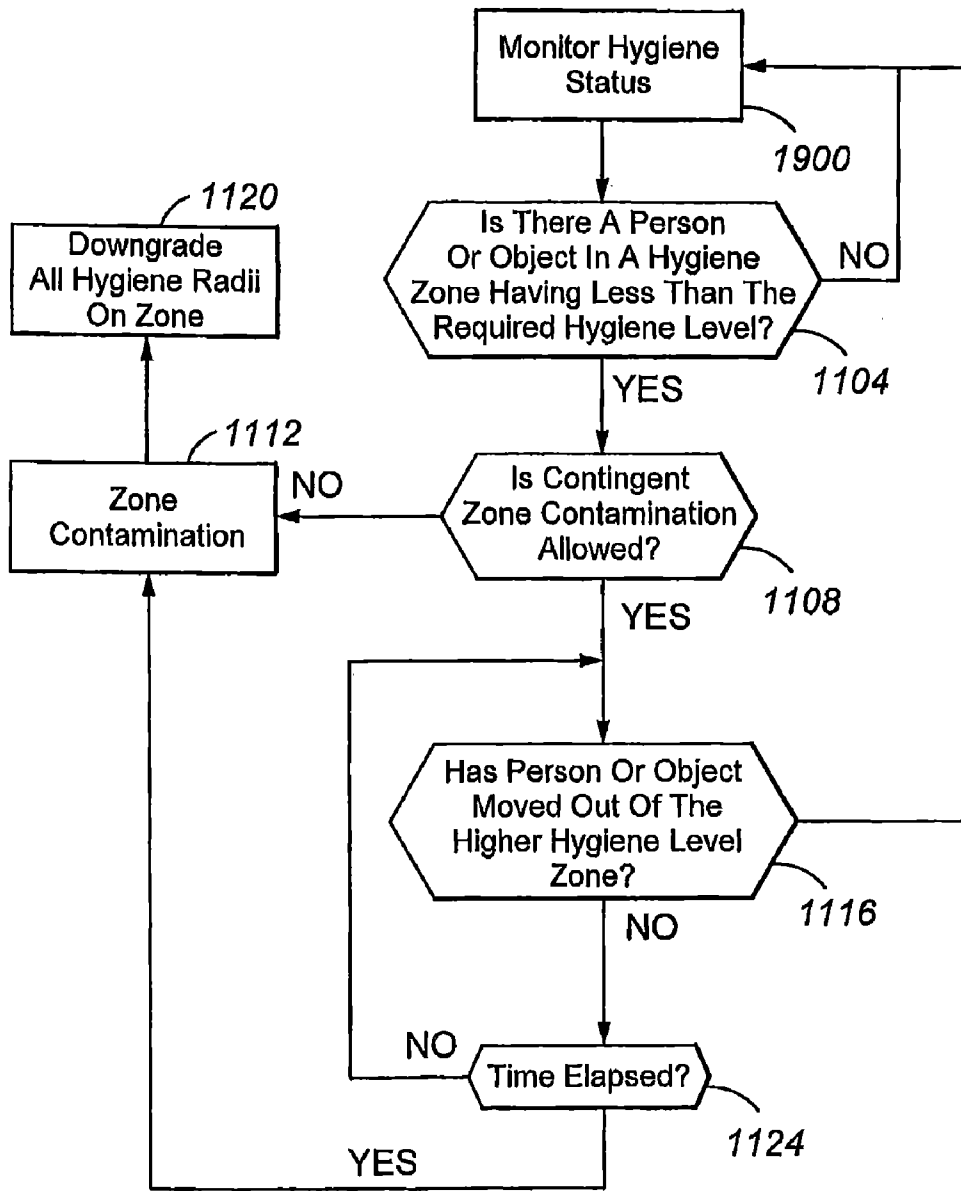 Monitor Hygiene
Status
1900
1120
Downgrade
All Hygiene Radii
On Zone
Is There A Person
Or Object In A Hygiene
Zone Having Less Than The
Required Hygiene Level?
NO
1104
YES
1112
Zone
Contamination
NO
Is Contingent
Zone Contamination
Allowed?
1108
YES
Has Person Or Object
Moved Out Of The
Higher Hygiene Level
Zone?
1116
NO
NO
Time Elapsed?
1124
YES